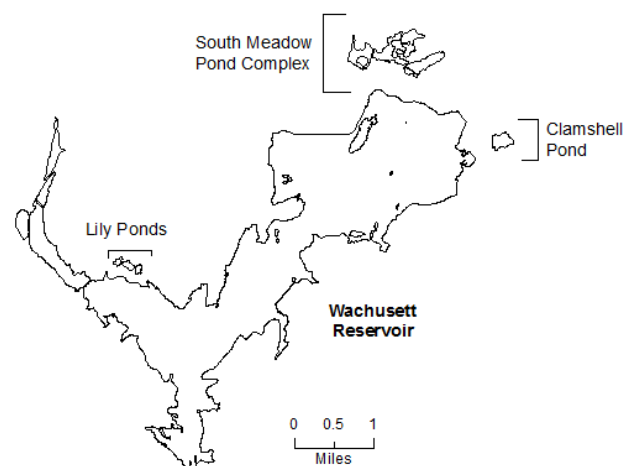 South Meadow
Pond Complex
Clamshell
Pond
Lily Ponds
Wachusett
Reservoir
0 0.5 1
Miles